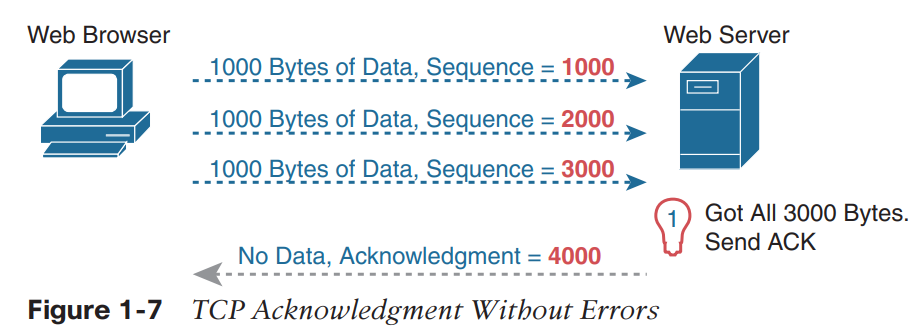 Web Browser
Web Server
1000 Bytes of Data, Sequence = 1000
1000 Bytes of Data, Sequence = 2000
1000 Bytes of Data, Sequence = 3000
1
Got All 3000 Bytes.
Send ACK
No Data, Acknowledgment = 4000
Figure 1-7 TCP Acknowledgment Without Errors